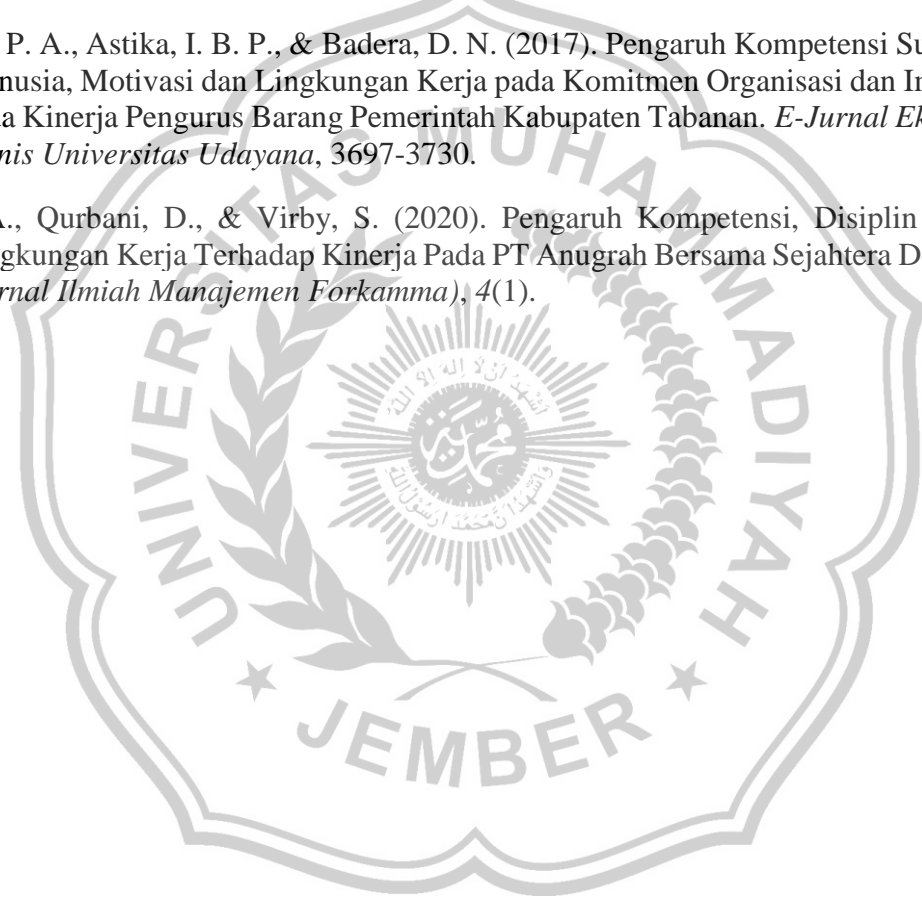 P. A., Astika, I. B. P., & Badera, D. N. (2017). Pengaruh Kompetensi Su
nusia, Motivasi dan Lingkungan Kerja pada Komitmen Organisasi dan Im
a Kinerja Pengurus Barang Pemerintah Kabupaten Tabanan. E-Jurnal Ek
nis Universitas Udayana, 3697-3730.
A., Qurbani, D., & Virby, S. (2020). Pengaruh Kompetensi, Disiplin
gkungan Kerja Terhadap Kinerja Pada PT Anugrah Bersama Sejahtera D
rnal Ilmiah Manajemen Forkamma), 4(1).
UNIVERSITAS MUHAMMADIYAH
JEMBER